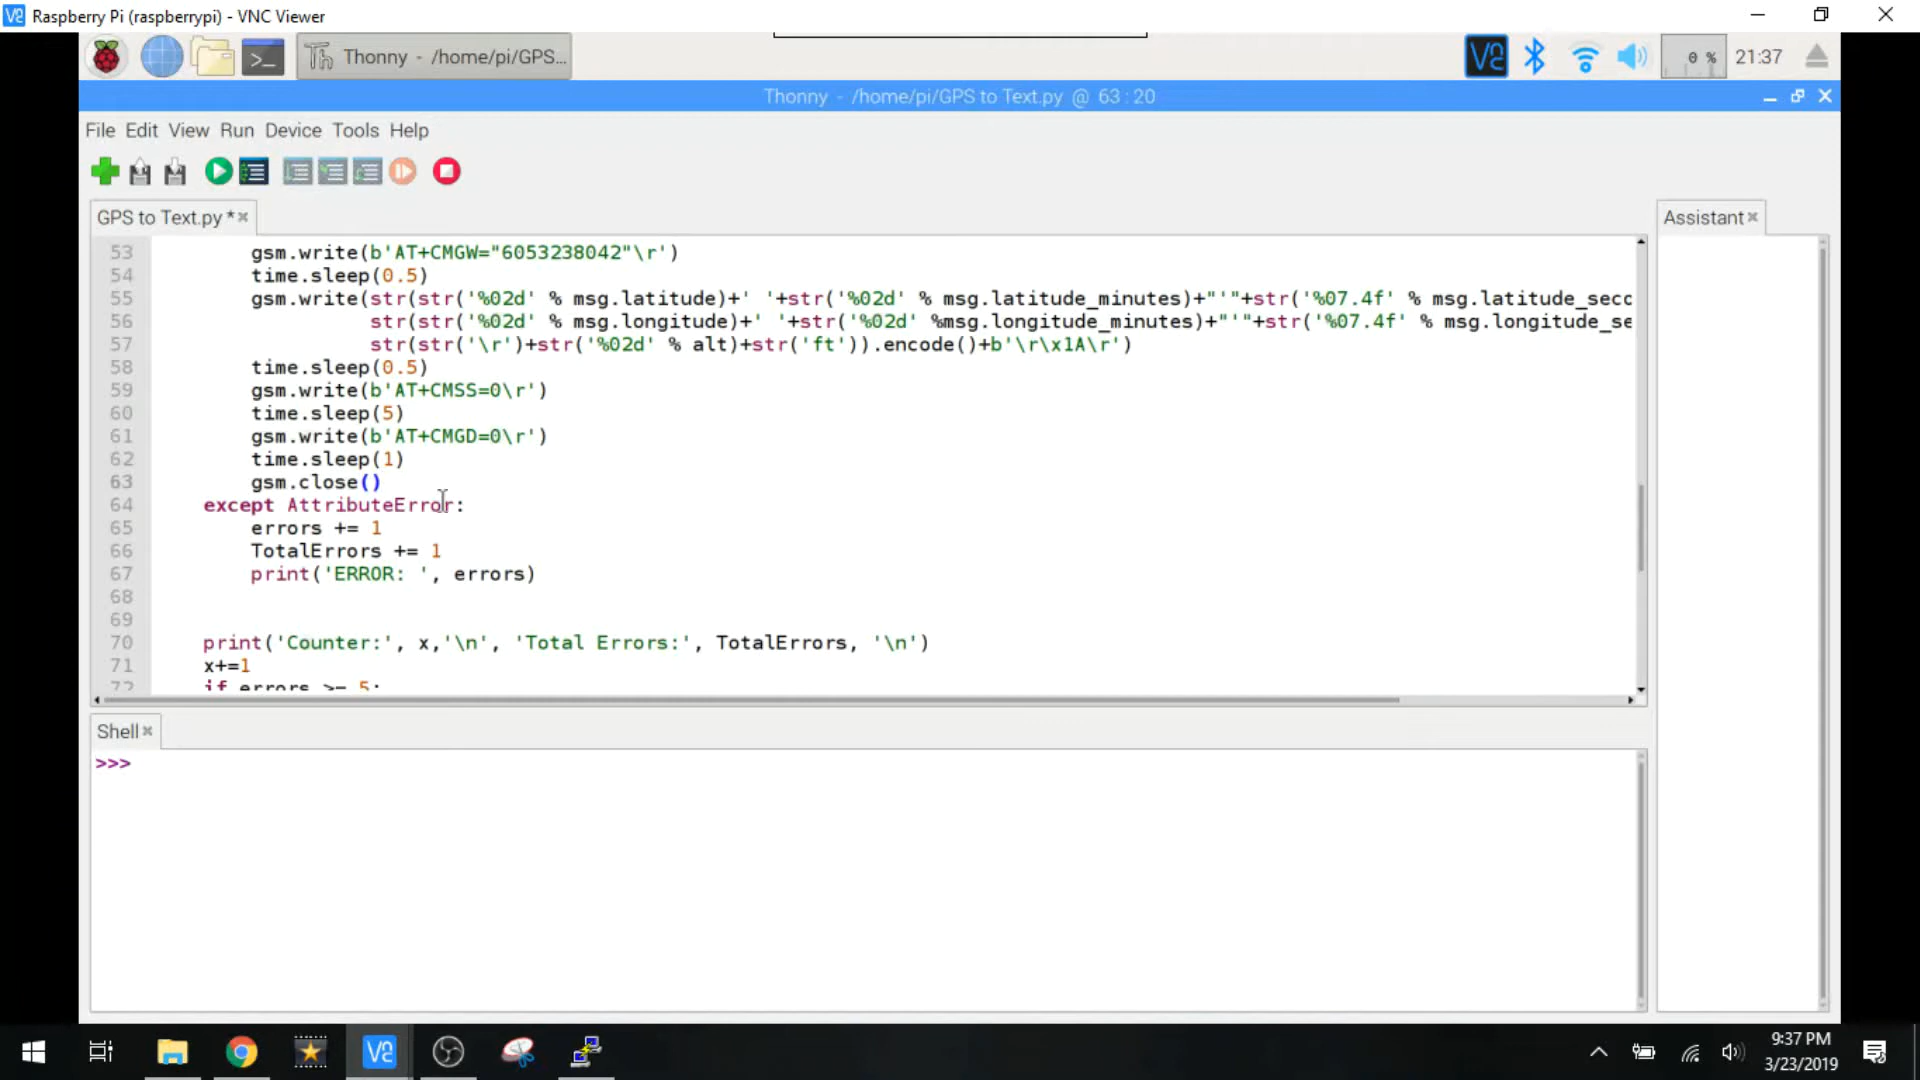 Raspberry Pi (raspberrypi) - VNC Viewer
Thonny - /home/pi/GPS...
0 %
21:37
Thonny - /home/pi/GPS to Text.py @ 63 : 20
File Edit View Run Device Tools Help
GPS to Text.py *
Assistant
53 gsm.write(b'AT+CMGW="6053238042"\r')
54 time.sleep(0.5)
55 gsm.write(str(str('%02d' % msg.latitude)+' '+str('%02d' % msg.latitude_minutes)+"'"+str('%07.4f' % msg.latitude_seco
56 str(str('%02d' % msg.longitude)+' '+str('%02d' %msg.longitude_minutes)+"'"+str('%07.4f' % msg.longitude_se
57 str(str('\r')+str('%02d' % alt)+str('ft')).encode()+b'\r\x1A\r')
58 time.sleep(0.5)
59 gsm.write(b'AT+CMSS=0\r')
60 time.sleep(5)
61 gsm.write(b'AT+CMGD=0\r')
62 time.sleep(1)
63 gsm.close()
64 except AttributeError:
65 errors += 1
66 TotalErrors += 1
67 print('ERROR: ', errors)
68
69
70 print('Counter:', x,'\n', 'Total Errors:', TotalErrors, '\n')
71 x+=1
72 if errors >= 5:
Shell
>>>
9:37 PM
3/23/2019